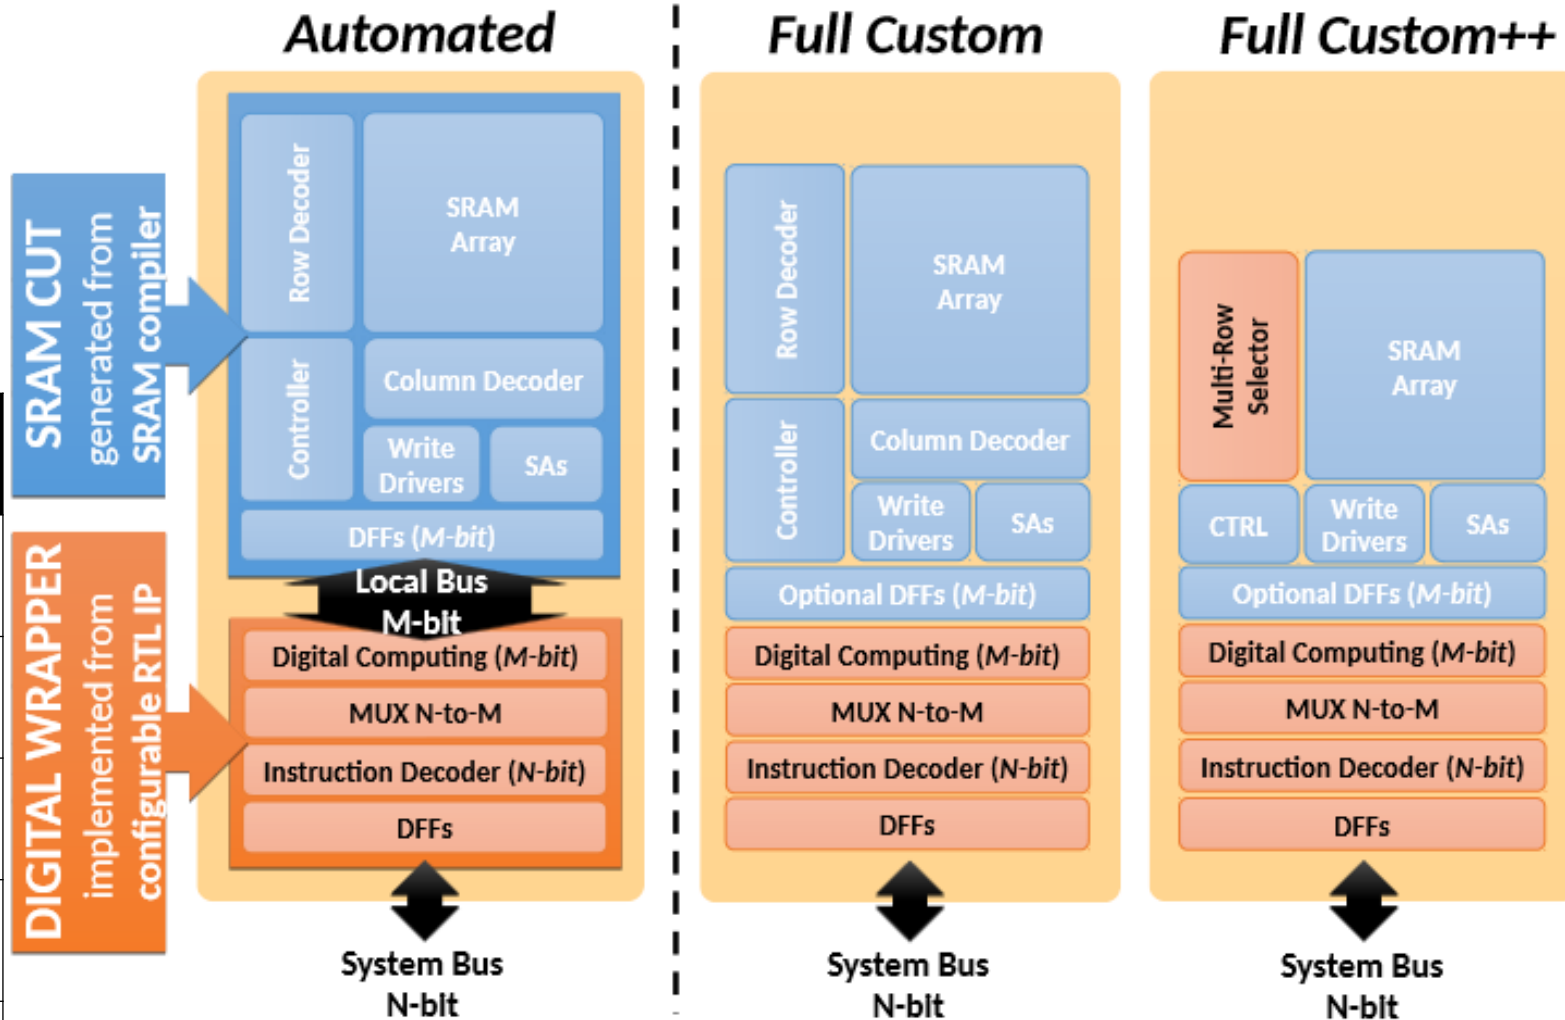 Automated
Full Custom
Full Custom++
SRAM CUT
generated from
SRAM compiler
DIGITAL WRAPPER
implemented from
configurable RTL IP
Row Decoder
SRAM
Array
Controller
Column Decoder
Write
Drivers
SAs
DFFs (M-bit)
Local Bus
M-bit
Digital Computing (M-bit)
MUX N-to-M
Instruction Decoder (N-bit)
DFFs
System Bus
N-bit
Row Decoder
SRAM
Array
Controller
Column Decoder
Write
Drivers
SAs
Optional DFFs (M-bit)
Digital Computing (M-bit)
MUX N-to-M
Instruction Decoder (N-bit)
DFFs
System Bus
N-bit
Multi-Row
Selector
SRAM
Array
CTRL
Write
Drivers
SAs
Optional DFFs (M-bit)
Digital Computing (M-bit)
MUX N-to-M
Instruction Decoder (N-bit)
DFFs
System Bus
N-bit